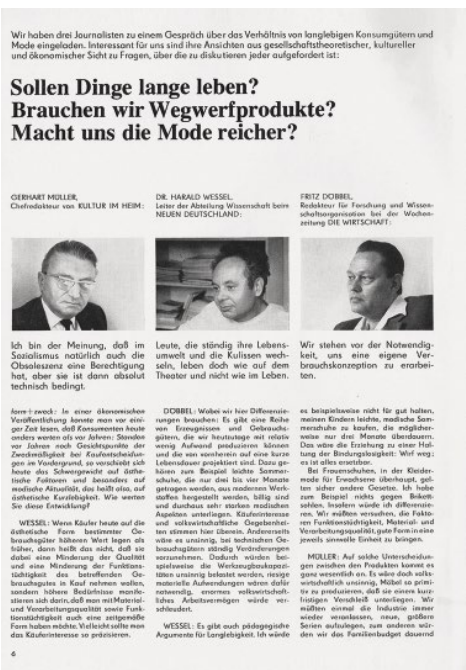 Wir haben drei Journalisten zu einem Gespräch über das Verhältnis von langlebigen Konsumgütern und
Mode eingeladen. Interessant für uns sind ihre Ansichten aus gesellschaftstheoretischer, kultureller
und ökonomischer Sicht zu Fragen, über die zu diskutieren jeder aufgefordert ist:
Sollen Dinge lange leben?
Brauchen wir Wegwerfprodukte?
Macht uns die Mode reicher?
GERHART MÜLLER,
Chefredakteur von KULTUR IM HEIM:
DR. HARALD WESSEL,
Leiter der Abteilung Wissenschaft beim
NEUEN DEUTSCHLAND:
FRITZ DOBBEL,
Redakteur für Forschung und Wissen-
schaftsorganisation bei der Wochen-
zeitung DIE WIRTSCHAFT:
Ich bin der Meinung, daß im
Sozialismus natürlich auch die
Obsoleszenz eine Berechtigung
hat, aber sie ist dann absolut
technisch bedingt.
Leute, die ständig ihre Lebens-
umwelt und die Kulissen wech-
seln, leben doch wie auf dem
Theater und nicht wie im Leben.
Wir stehen vor der Notwendig-
keit, uns eine eigene Ver-
brauchskonzeption zu erarbei-
ten.
form+zweck: In einer ökonomischen
Veröffentlichung konnte man vor eini-
ger Zeit lesen, daß Konsumenten heute
anders werten als vor Jahren: Standen
vor Jahren noch Gesichtspunkte der
Zweckmäßigkeit bei Kaufentscheidun-
gen im Vordergrund, so verschiebt sich
heute das Schwergewicht auf ästhe-
tische Faktoren und besonders auf
modische Aktualität, das heißt also, auf
ästhetische Kurzlebigkeit. Wie werten
Sie diese Entwicklung?
WESSEL: Wenn Käufer heute auf die
ästhetische Form bestimmter Ge-
brauchsgüter höheren Wert legen als
früher, dann heißt das nicht, daß sie
dabei eine Minderung der Qualität
und eine Minderung der Funktions-
tüchtigkeit des betreffenden Ge-
brauchsgutes in Kauf nehmen wollen,
sondern höhere Bedürfnisse manife-
stieren sich darin, daß man mit Material-
und Verarbeitungsqualität sowie Funk-
tionstüchtigkeit auch eine zeitgemäße
Form haben möchte. Vielleicht sollte man
das Käuferinteresse so präzisieren.
DOBBEL: Wobei wir hier Differenzie-
rungen brauchen: Es gibt eine Reihe
von Erzeugnissen und Gebrauchs-
gütern, die wir heutzutage mit relativ
wenig Aufwand produzieren können
und die von vornherein auf eine kurze
Lebensdauer projektiert sind. Dazu ge-
hören zum Beispiel leichte Sommer-
schuhe, die nur drei bis vier Monate
getragen werden, aus modernen Werk-
stoffen hergestellt werden, billig sind
und durchaus sehr starken modischen
Aspekten unterliegen. Käuferinteresse
und volkswirtschaftliche Gegebenhei-
ten stimmen hier überein. Andererseits
wäre es unsinnig, bei technischen Ge-
brauchsgütern ständig Veränderungen
vorzunehmen. Dadurch würden bei-
spielsweise die Werkzeugbaukapazi-
täten unsinnig belastet werden, riesige
materielle Aufwendungen wären dafür
notwendig, enormes volkswirtschaft-
liches Arbeitsvermögen würde ver-
schleudert.
WESSEL: Es gibt auch pädagogische
Argumente für Langlebigkeit. Ich würde
es beispielsweise nicht für gut halten,
meinen Kindern leichte, modische Som-
merschuhe zu kaufen, die möglicher-
weise nur drei Monate überdauern.
Das wäre die Erziehung zu einer Hal-
tung der Bindungslosigkeit: Wirf weg;
es ist alles ersetzbar.
Bei Frauenschuhen, in der Kleider-
mode für Erwachsene überhaupt, gel-
ten sicher andere Gesetze. Ich habe
zum Beispiel nichts gegen Brikett-
sohlen. Insofern würde ich differenzie-
ren. Wir müßten versuchen, die Fakto-
ren Funktionstüchtigkeit, Material- und
Verarbeitungsqualität, gute Form in eine
jeweils sinnvolle Einheit zu bringen.
MÜLLER: Auf solche Unterscheidun-
gen zwischen den Produkten kommt es
ganz wesentlich an. Es wäre doch volks-
wirtschaftlich unsinnig, Möbel so primi-
tiv zu produzieren, daß sie einem kurz-
fristigen Verschleiß unterliegen. Wir
müßten einmal die Industrie immer
wieder veranlassen, neue, größere
Serien aufzulegen, zum anderen wür-
den wir das Familienbudget dauernd
6